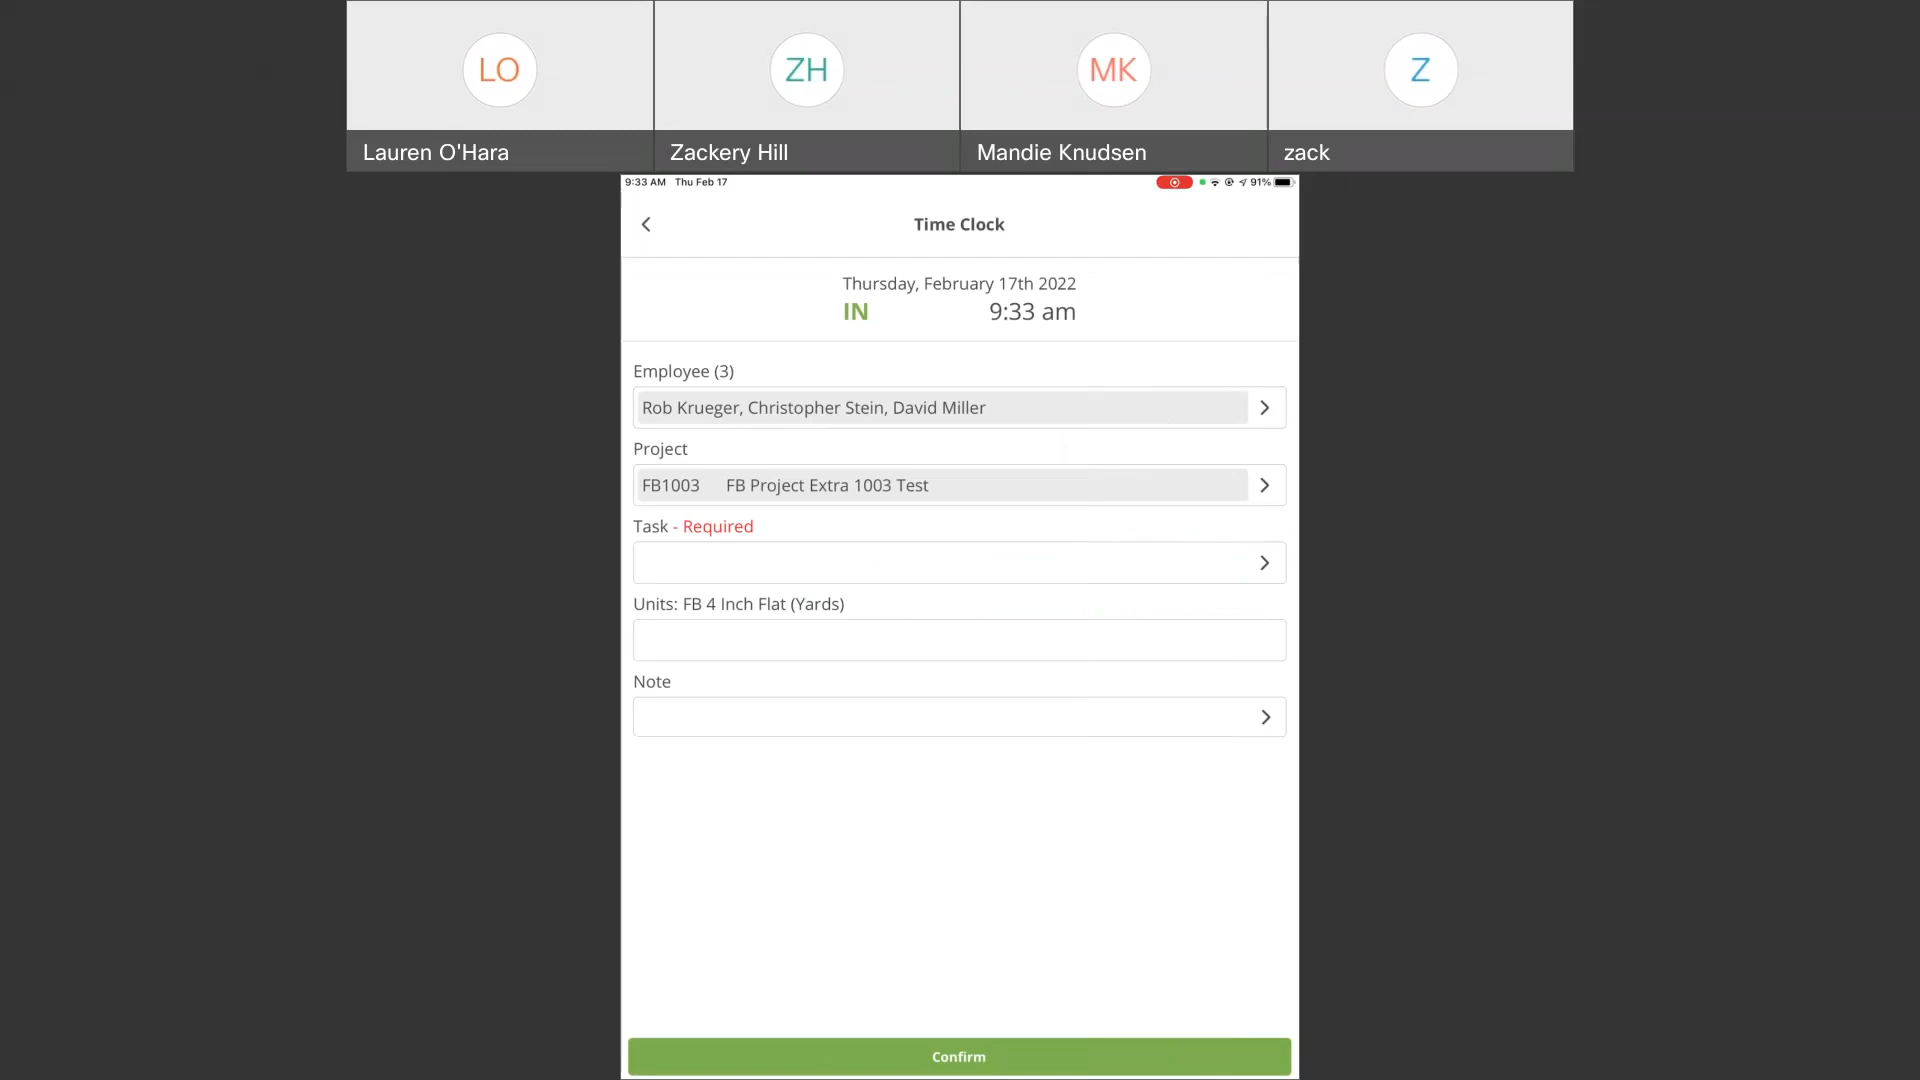 LO
ZH
MK
Z
Lauren O'Hara
Zackery Hill
Mandie Knudsen
zack
9:33 AM Thu Feb 17
91%
Time Clock
Thursday, February 17th 2022
IN 9:33 am
Employee (3)
Rob Krueger, Christopher Stein, David Miller
Project
FB1003 FB Project Extra 1003 Test
Task - Required
Units: FB 4 Inch Flat (Yards)
Note
Confirm